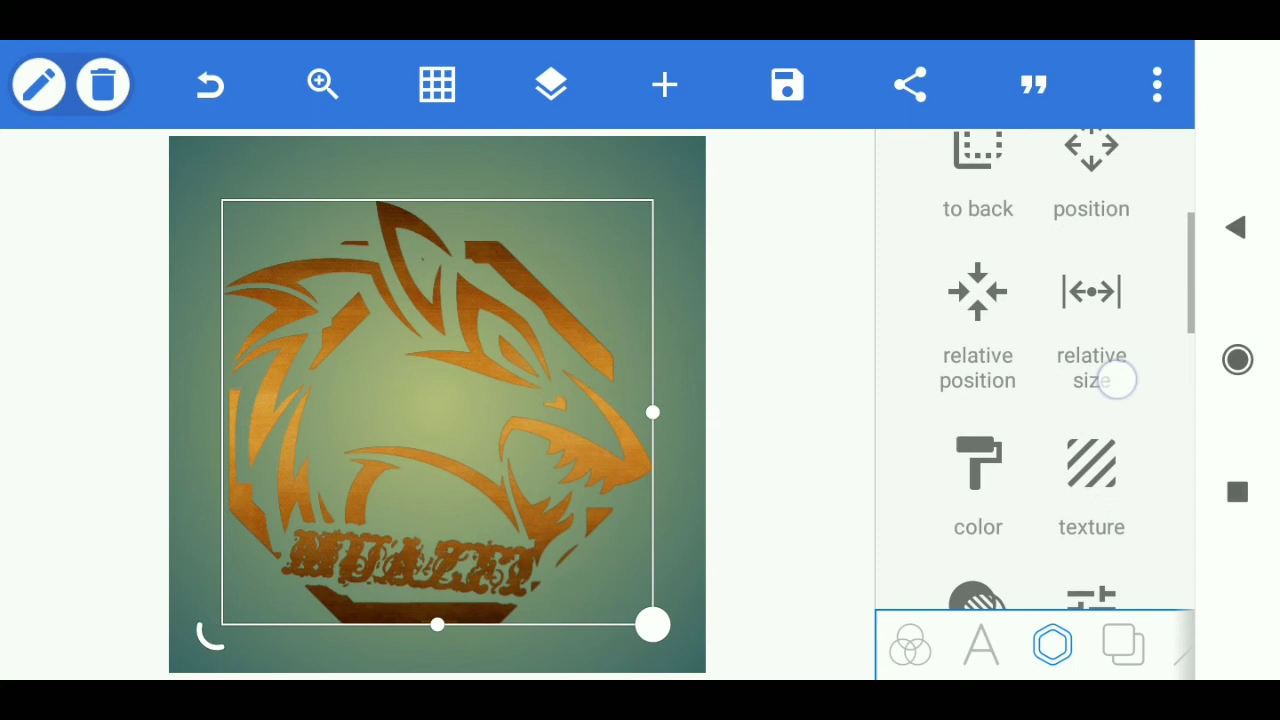 to back
position
relative position
relative size
color
texture